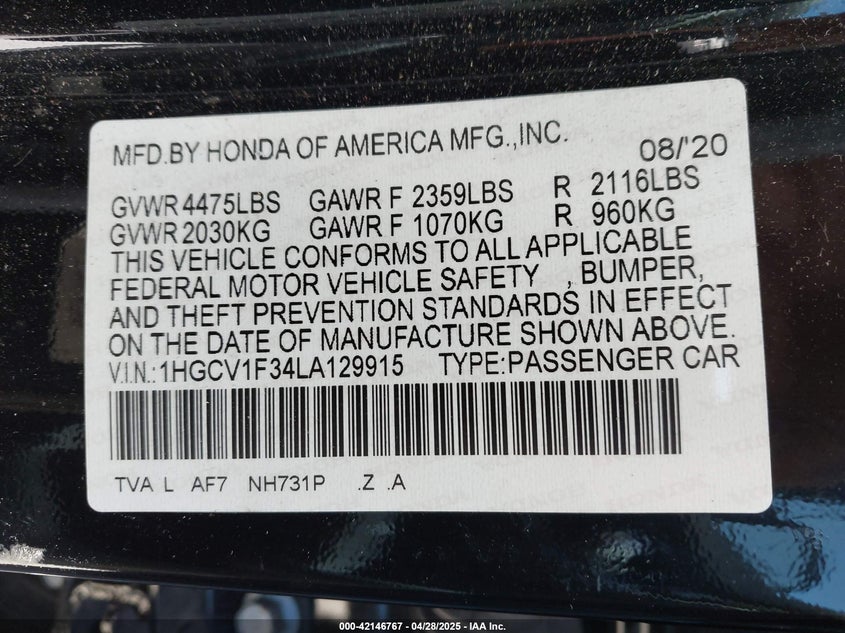 MFD.BY HONDA OF AMERICA MFG.,INC. 08/'20
GVWR 4475LBS GAWR F 2359LBS R 2116LBS
GVWR 2030KG GAWR F 1070KG R 960KG
THIS VEHICLE CONFORMS TO ALL APPLICABLE
FEDERAL MOTOR VEHICLE SAFETY , BUMPER,
AND THEFT PREVENTION STANDARDS IN EFFECT
ON THE DATE OF MANUFACTURE SHOWN ABOVE.
V.I.N.:1HGCV1F34LA129915 TYPE:PASSENGER CAR
TVA L AF7 NH731P .Z .A
000-42146767 - 04/28/2025 - IAA Inc.